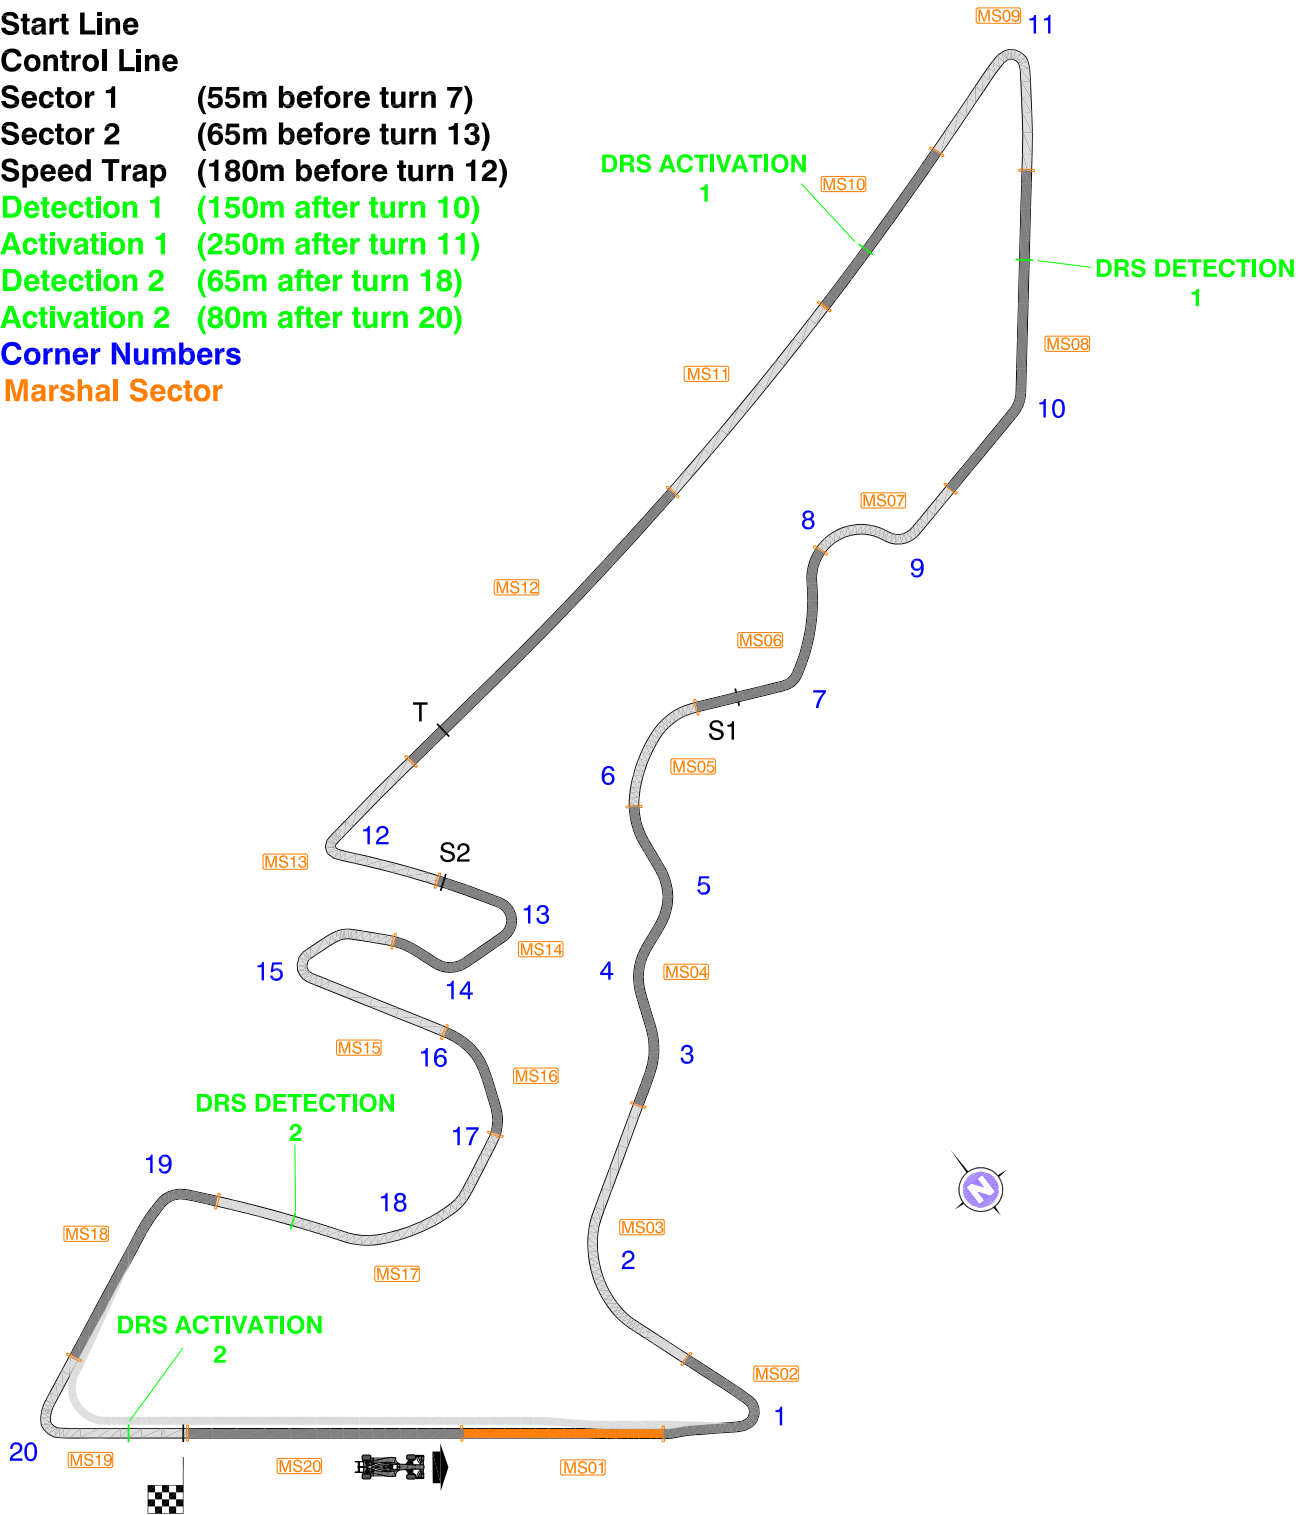 Start Line
Control Line
Sector 1 (55m before turn 7)
Sector 2 (65m before turn 13)
Speed Trap (180m before turn 12)
Detection 1 (150m after turn 10)
Activation 1 (250m after turn 11)
Detection 2 (65m after turn 18)
Activation 2 (80m after turn 20)
Corner Numbers
Marshal Sector
MS09
11
DRS ACTIVATION
1
MS10
DRS DETECTION
1
MS08
MS11
10
MS07
8
9
MS12
MS06
7
T
S1
MS05
6
12
S2
MS13
5
13
MS14
15
14
4
MS04
MS15
16
3
MS16
DRS DETECTION
2
17
19
18
N
MS18
MS03
2
MS17
DRS ACTIVATION
2
MS02
1
20
MS19
MS20
MS01